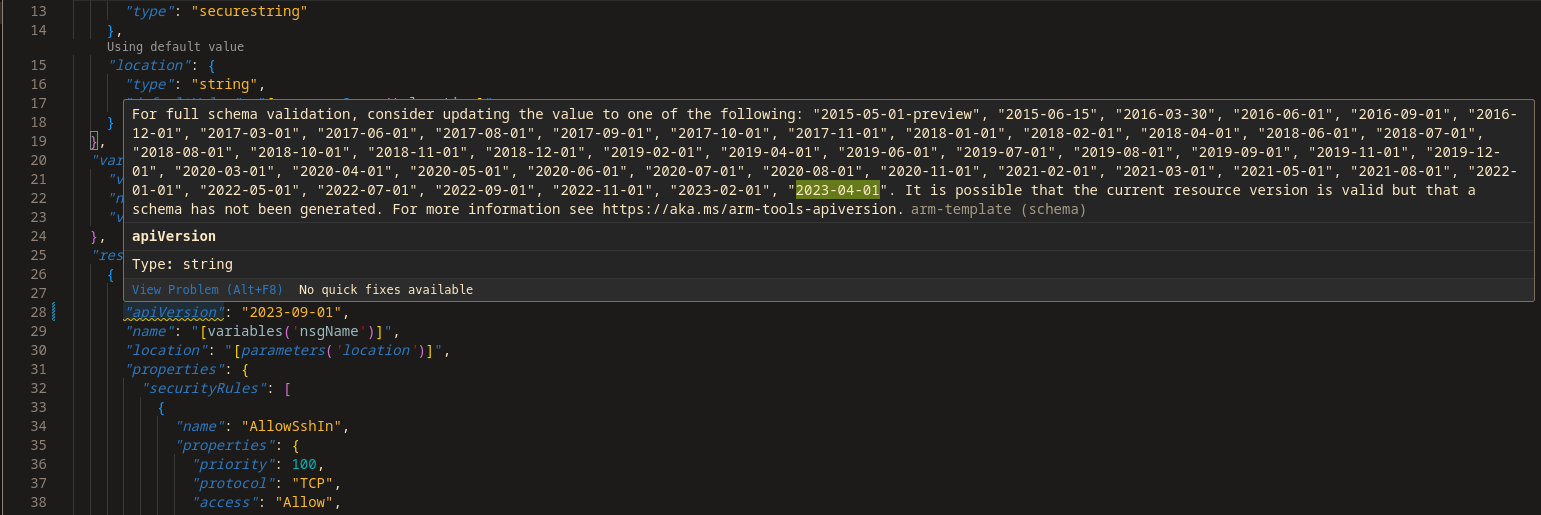 13 "type": "securestring"
14 },
Using default value
15 "location": {
16 "type": "string",
17
18 }
For full schema validation, consider updating the value to one of the following: "2015-05-01-preview", "2015-06-15", "2016-03-30", "2016-06-01", "2016-09-01", "2016-
12-01", "2017-03-01", "2017-06-01", "2017-08-01", "2017-09-01", "2017-10-01", "2017-11-01", "2018-01-01", "2018-02-01", "2018-04-01", "2018-06-01", "2018-07-01",
"2018-08-01", "2018-10-01", "2018-11-01", "2018-12-01", "2019-02-01", "2019-04-01", "2019-06-01", "2019-07-01", "2019-08-01", "2019-09-01", "2019-11-01", "2019-12-
01", "2020-03-01", "2020-04-01", "2020-05-01", "2020-06-01", "2020-07-01", "2020-08-01", "2020-11-01", "2021-02-01", "2021-03-01", "2021-05-01", "2021-08-01", "2022-
01-01", "2022-05-01", "2022-07-01", "2022-09-01", "2022-11-01", "2023-02-01", "2023-04-01". It is possible that the current resource version is valid but that a
schema has not been generated. For more information see https://aka.ms/arm-tools-apiversion. arm-template (schema)
apiVersion
Type: string
View Problem (Alt+F8) No quick fixes available
19 },
20 "var
21 "v
22 "n
23 "v
24 },
25 "res
26 {
27
28 "apiVersion": "2023-09-01",
29 "name": "[variables('nsgName')]",
30 "location": "[parameters('location')]",
31 "properties": {
32 "securityRules": [
33 {
34 "name": "AllowSshIn",
35 "properties": {
36 "priority": 100,
37 "protocol": "TCP",
38 "access": "Allow",